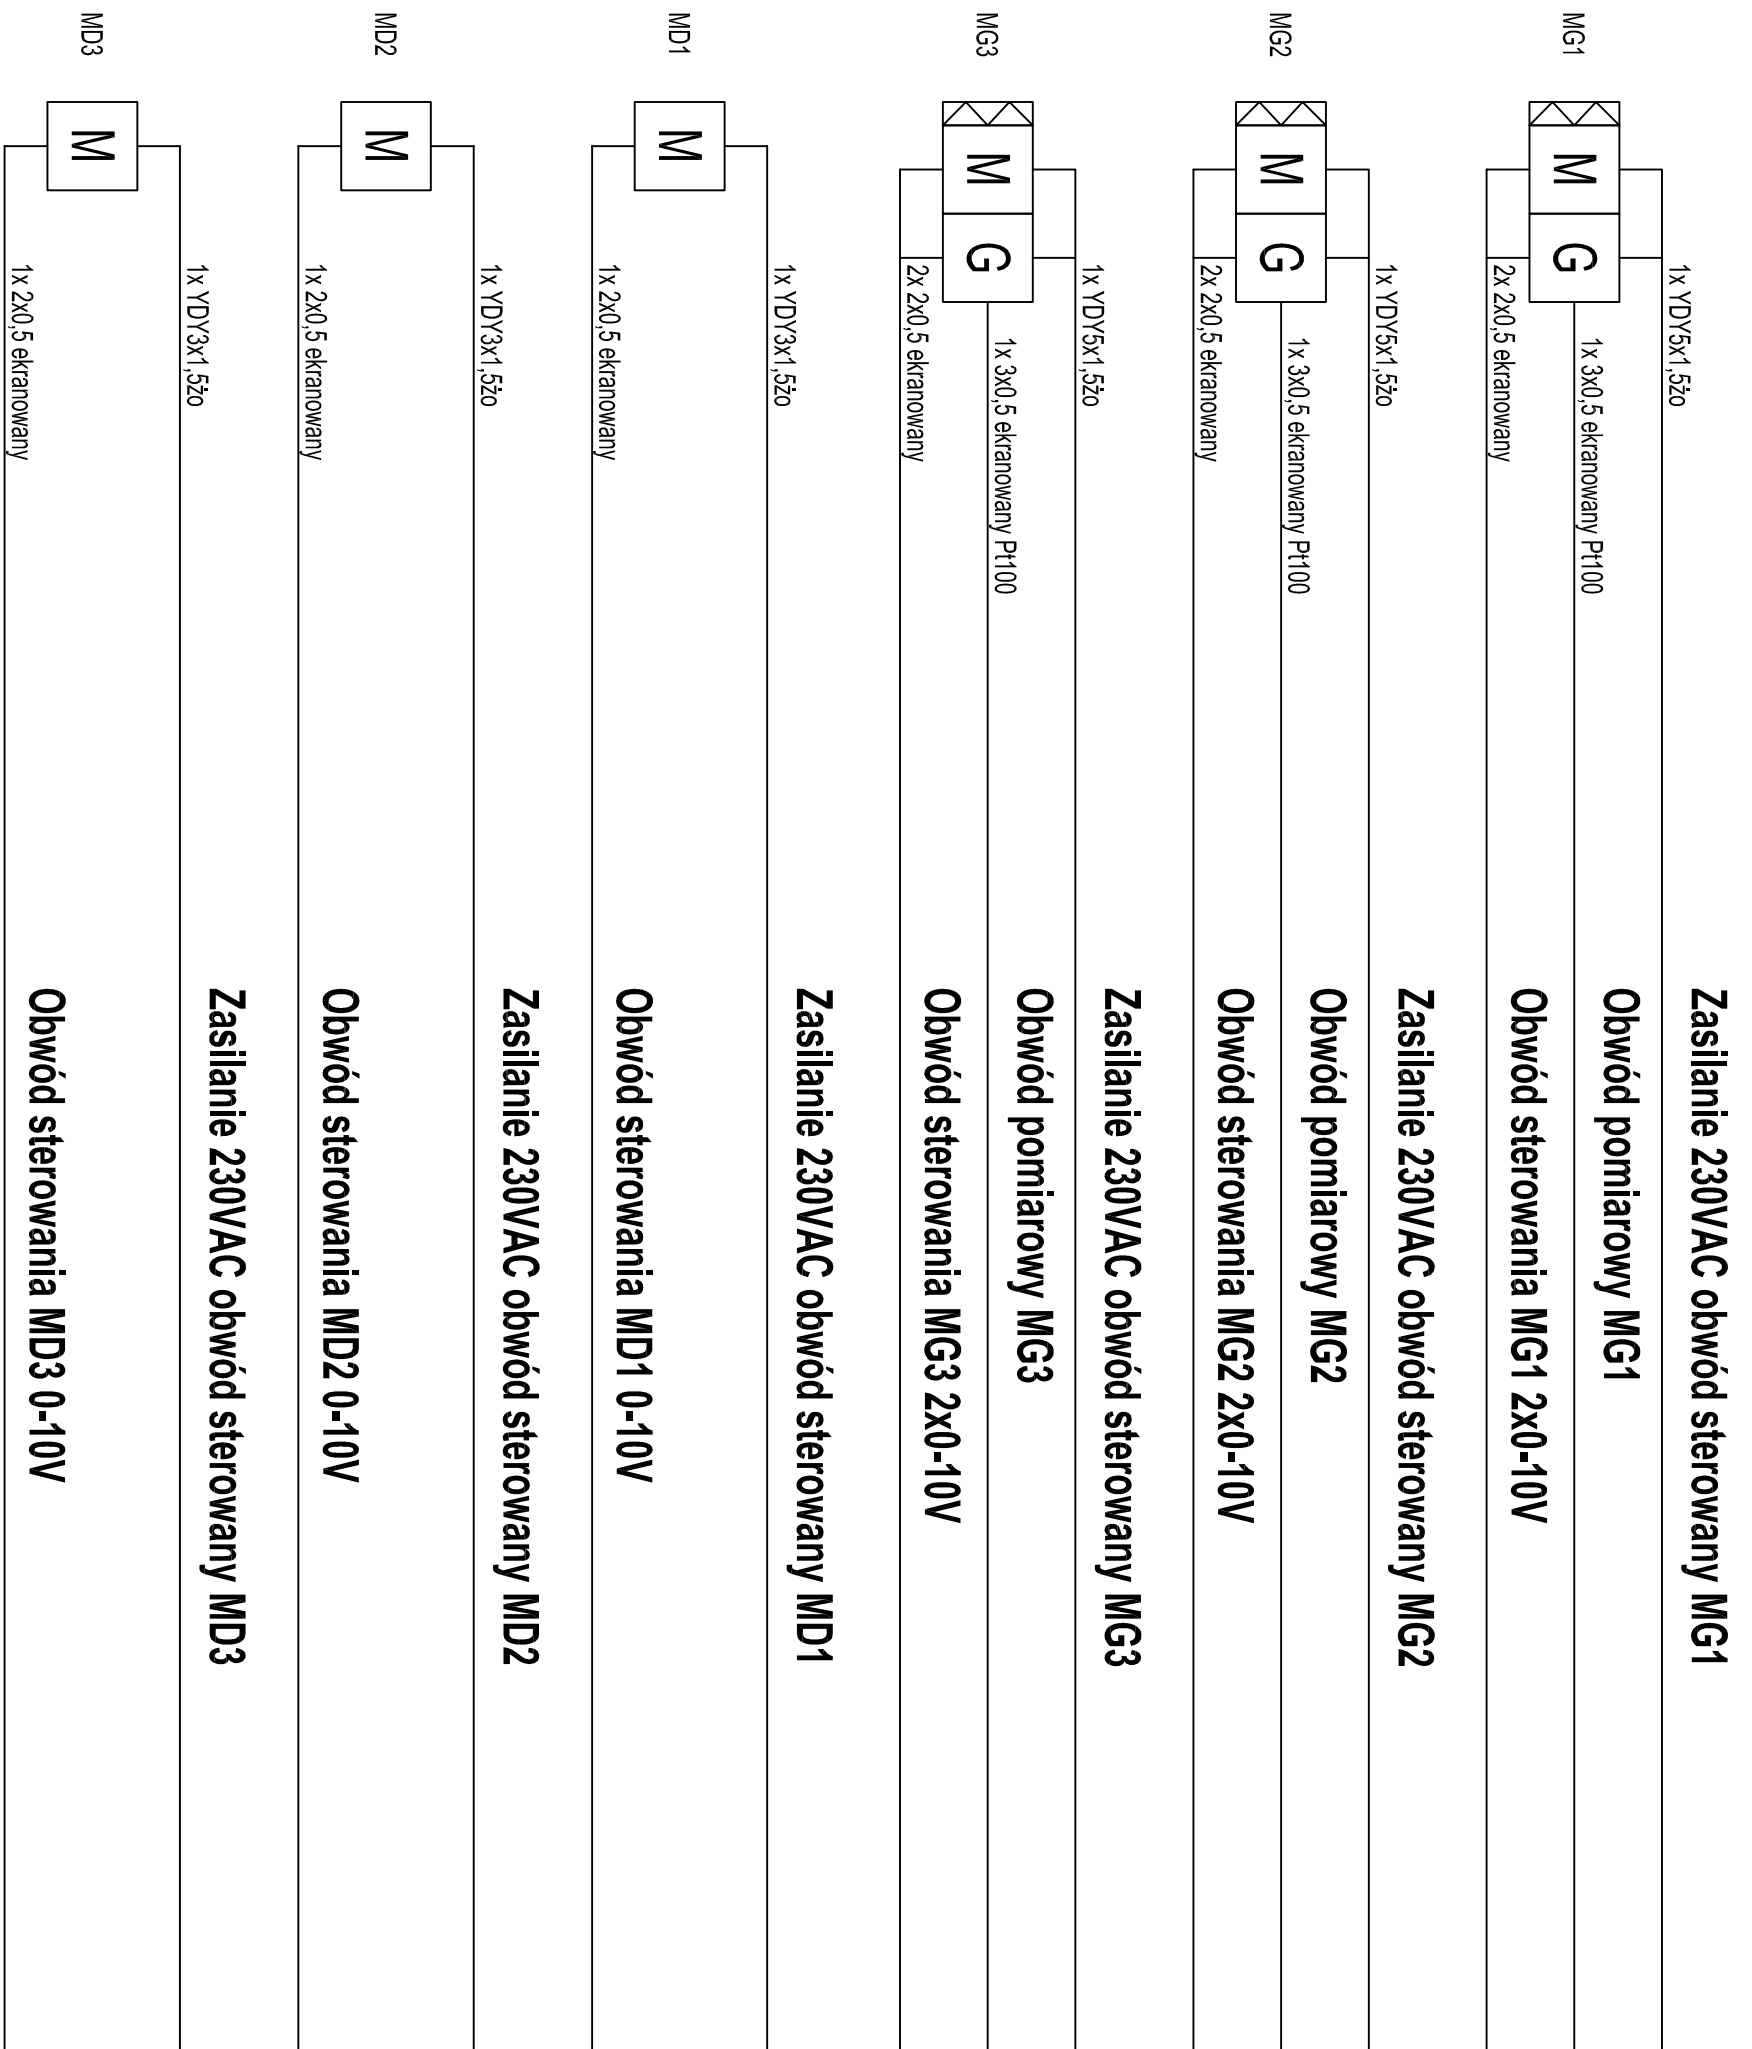 MG1
M
G
1x YDY5x1,5żo
1x 3x0,5 ekranowany Pt100
2x 2x0,5 ekranowany
Zasilanie 230VAC obwód sterowany MG1
Obwód pomiarowy MG1
Obwód sterowania MG1 2x0-10V
MG2
M
G
1x YDY5x1,5żo
1x 3x0,5 ekranowany Pt100
2x 2x0,5 ekranowany
Zasilanie 230VAC obwód sterowany MG2
Obwód pomiarowy MG2
Obwód sterowania MG2 2x0-10V
MG3
M
G
1x YDY5x1,5żo
1x 3x0,5 ekranowany Pt100
2x 2x0,5 ekranowany
Zasilanie 230VAC obwód sterowany MG3
Obwód pomiarowy MG3
Obwód sterowania MG3 2x0-10V
MD1
M
1x YDY3x1,5żo
1x 2x0,5 ekranowany
Zasilanie 230VAC obwód sterowany MD1
Obwód sterowania MD1 0-10V
MD2
M
1x YDY3x1,5żo
1x 2x0,5 ekranowany
Zasilanie 230VAC obwód sterowany MD2
Obwód sterowania MD2 0-10V
MD3
M
1x YDY3x1,5żo
1x 2x0,5 ekranowany
Zasilanie 230VAC obwód sterowany MD3
Obwód sterowania MD3 0-10V